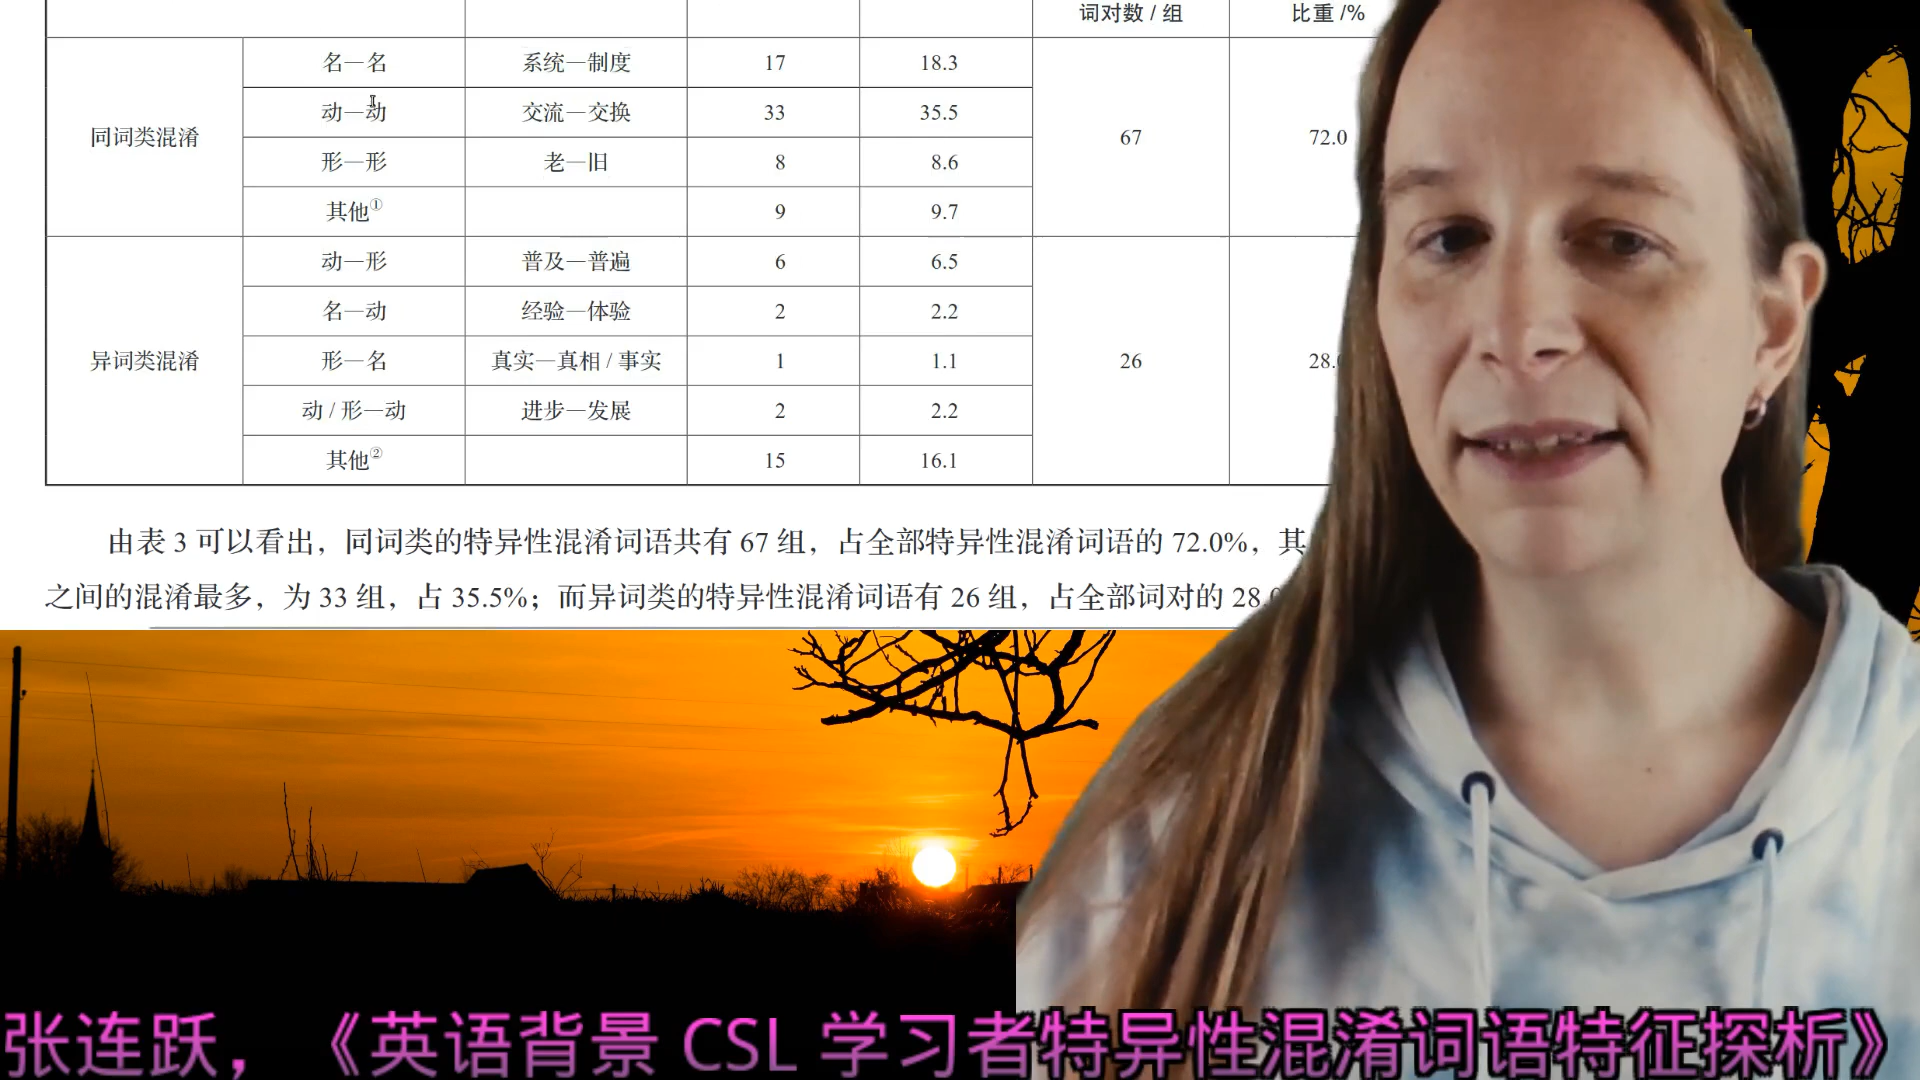 词对数 / 组 比重 /%
同词类混淆 名—名 系统—制度 17 18.3 67 72.0
动—动 交流—交换 33 35.5
形—形 老—旧 8 8.6
其他① 9 9.7
异词类混淆 动—形 普及—普遍 6 6.5 26 28.
名—动 经验—体验 2 2.2
形—名 真实—真相 / 事实 1 1.1
动 / 形—动 进步—发展 2 2.2
其他② 15 16.1
由表 3 可以看出，同词类的特异性混淆词语共有 67 组，占全部特异性混淆词语的 72.0%，其
之间的混淆最多，为 33 组，占 35.5%；而异词类的特异性混淆词语有 26 组，占全部词对的 28.0
张连跃，《英语背景 CSL 学习者特异性混淆词语特征探析》